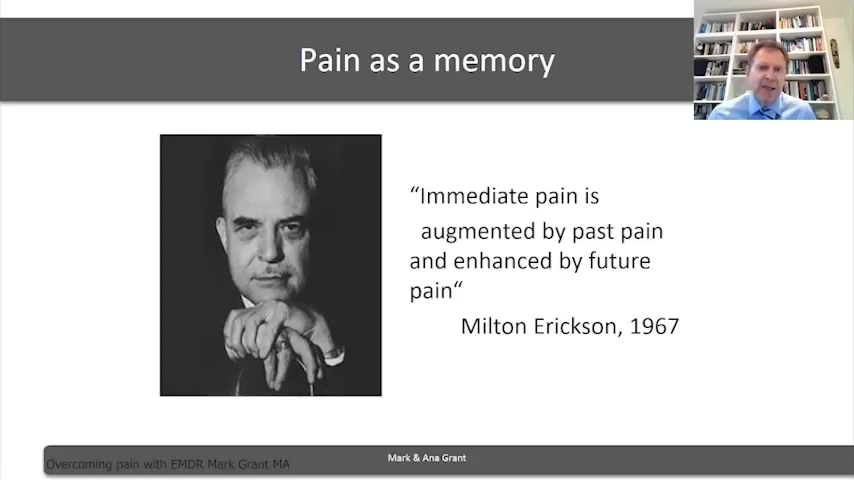 Pain as a memory
“Immediate pain is
augmented by past pain
and enhanced by future
pain“
Milton Erickson, 1967
Mark & Ana Grant
Overcoming pain with EMDR Mark Grant MA